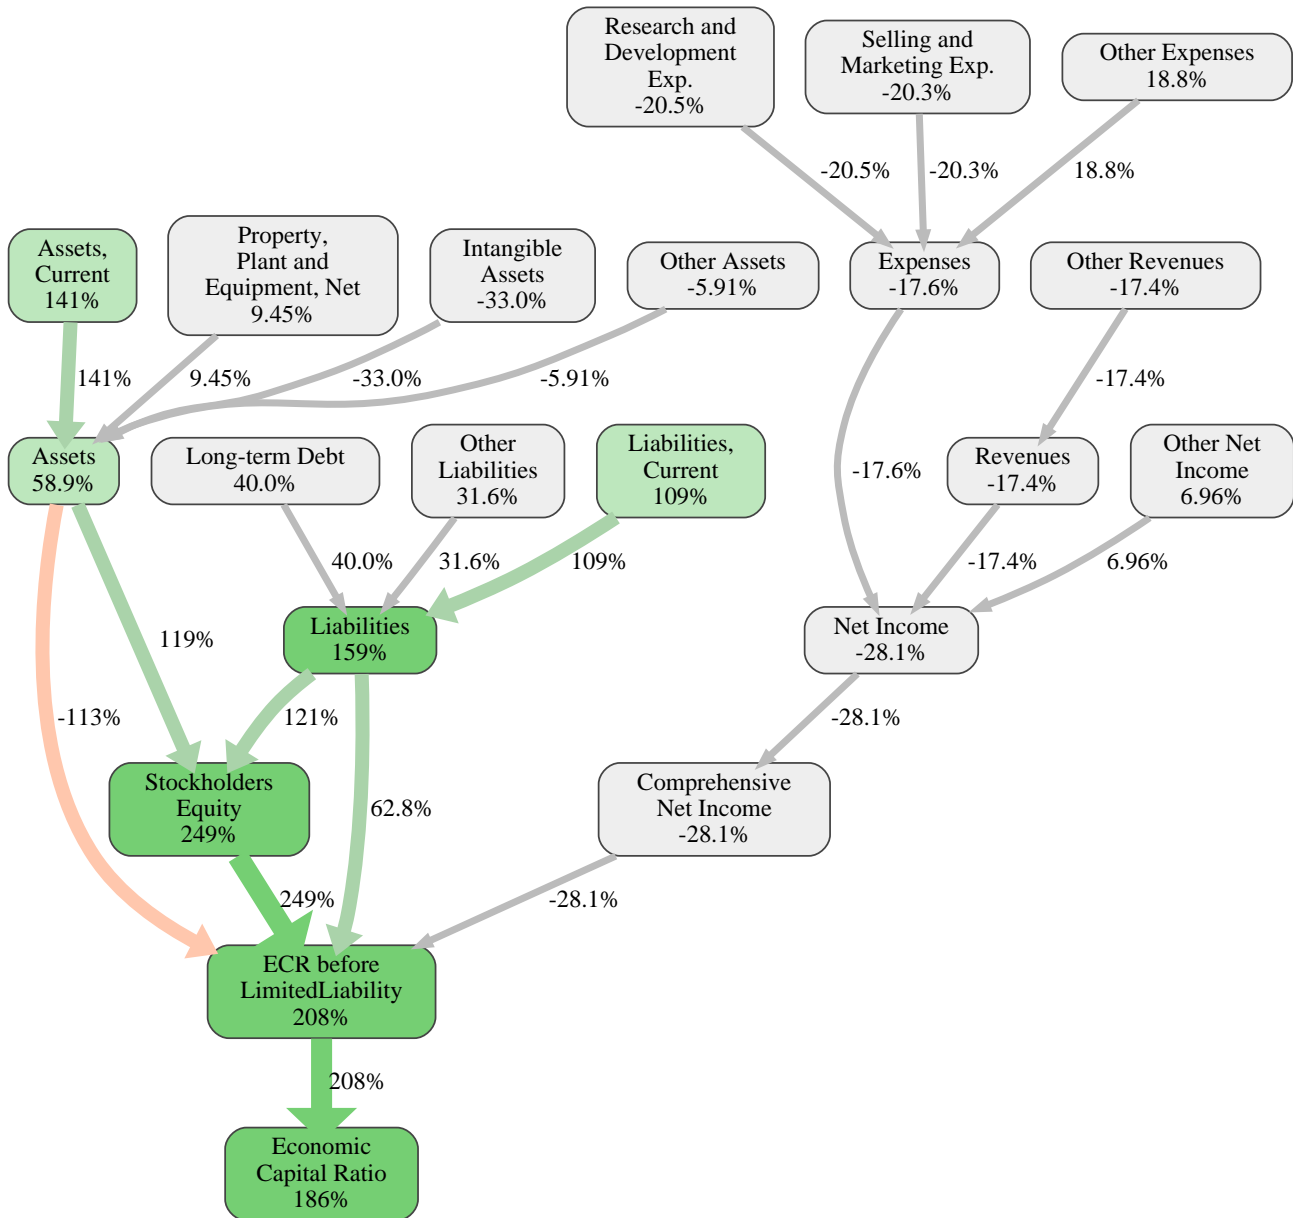 Research and
Development
Exp.
-20.5%
Selling and
Marketing Exp.
-20.3%
Other Expenses
18.8%
-20.5%
-20.3%
18.8%
Assets,
Current
141%
Property,
Plant and
Equipment, Net
9.45%
Intangible
Assets
-33.0%
Other Assets
-5.91%
Expenses
-17.6%
Other Revenues
-17.4%
141%
9.45%
-33.0%
-5.91%
-17.4%
Assets
58.9%
Long-term Debt
40.0%
Other
Liabilities
31.6%
Liabilities,
Current
109%
-17.6%
Revenues
-17.4%
Other Net
Income
6.96%
40.0%
31.6%
109%
-17.4%
6.96%
Liabilities
159%
Net Income
-28.1%
119%
-113%
121%
-28.1%
Stockholders
Equity
249%
62.8%
Comprehensive
Net Income
-28.1%
249%
-28.1%
ECR before
LimitedLiability
208%
208%
Economic
Capital Ratio
186%